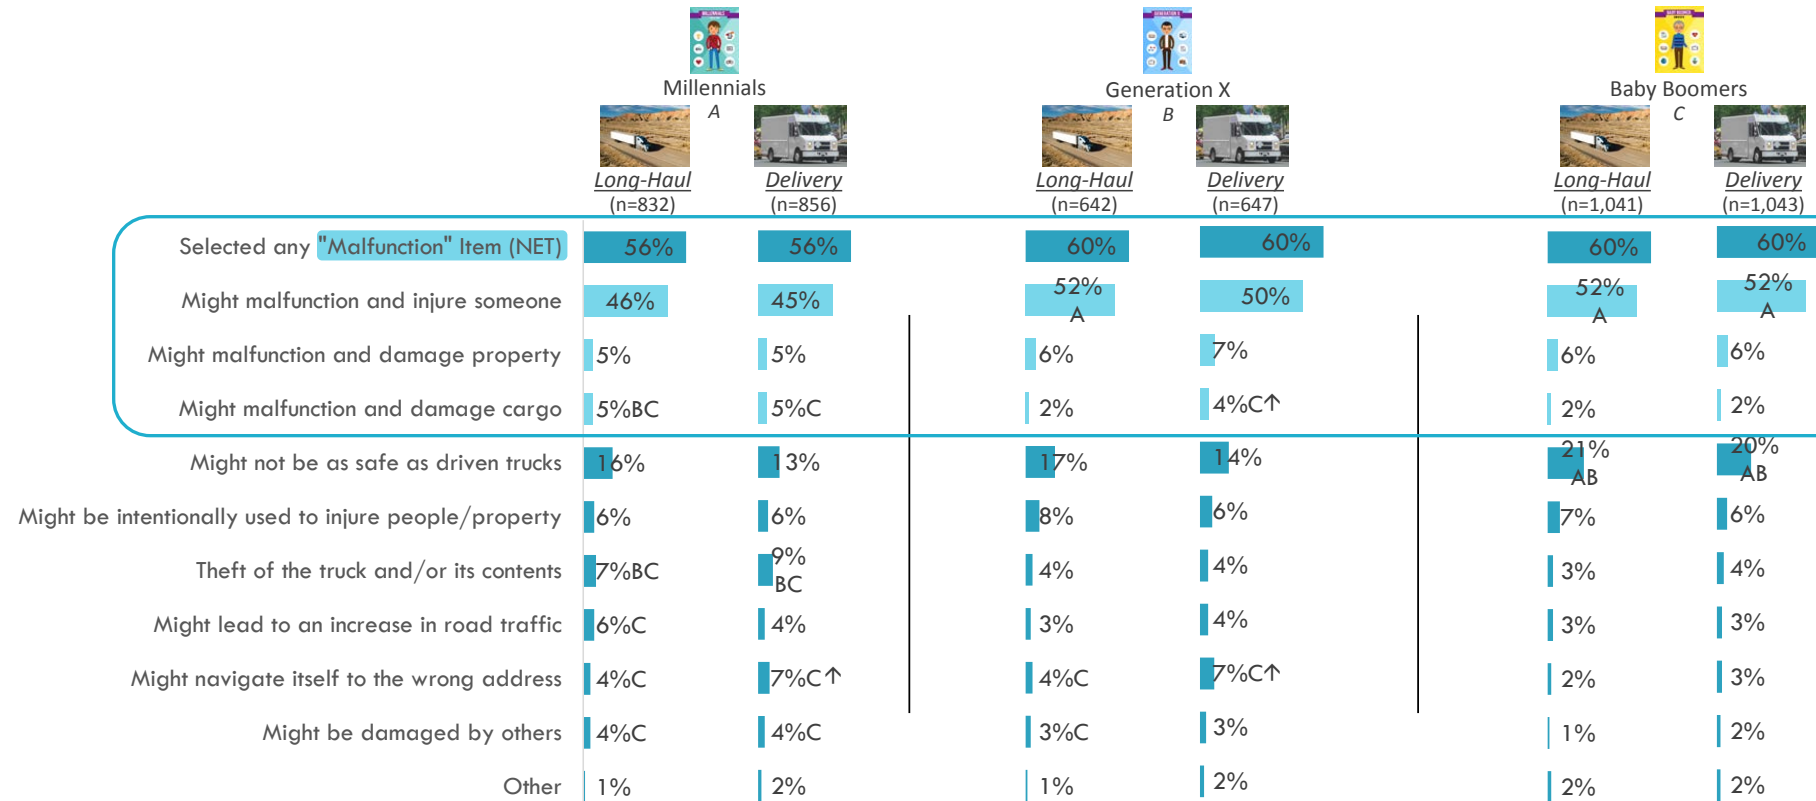 MILLENNIALS
GENERATION X
BABY BOOMERS
Millennials
Generation X
Baby Boomers
A
B
C
Long-Haul Delivery Long-Haul Delivery Long-Haul Delivery
(n=832) (n=856) (n=642) (n=647) (n=1,041) (n=1,043)
Selected any "Malfunction" Item (NET) 56% 56% 60% 60% 60% 60%
Might malfunction and injure someone 46% 45% 52% A 50% 52% A 52% A
Might malfunction and damage property 5% 5% 6% 7% 6% 6%
Might malfunction and damage cargo 5%BC 5%C 2% 4%C↑ 2% 2%
Might not be as safe as driven trucks 16% 13% 17% 14% 21% AB 20% AB
Might be intentionally used to injure people/property 6% 6% 8% 6% 7% 6%
Theft of the truck and/or its contents 7%BC 9% BC 4% 4% 3% 4%
Might lead to an increase in road traffic 6%C 4% 3% 4% 3% 3%
Might navigate itself to the wrong address 4%C 7%C↑ 4%C 7%C↑ 2% 3%
Might be damaged by others 4%C 4%C 3%C 3% 1% 2%
Other 1% 2% 1% 2% 2% 2%